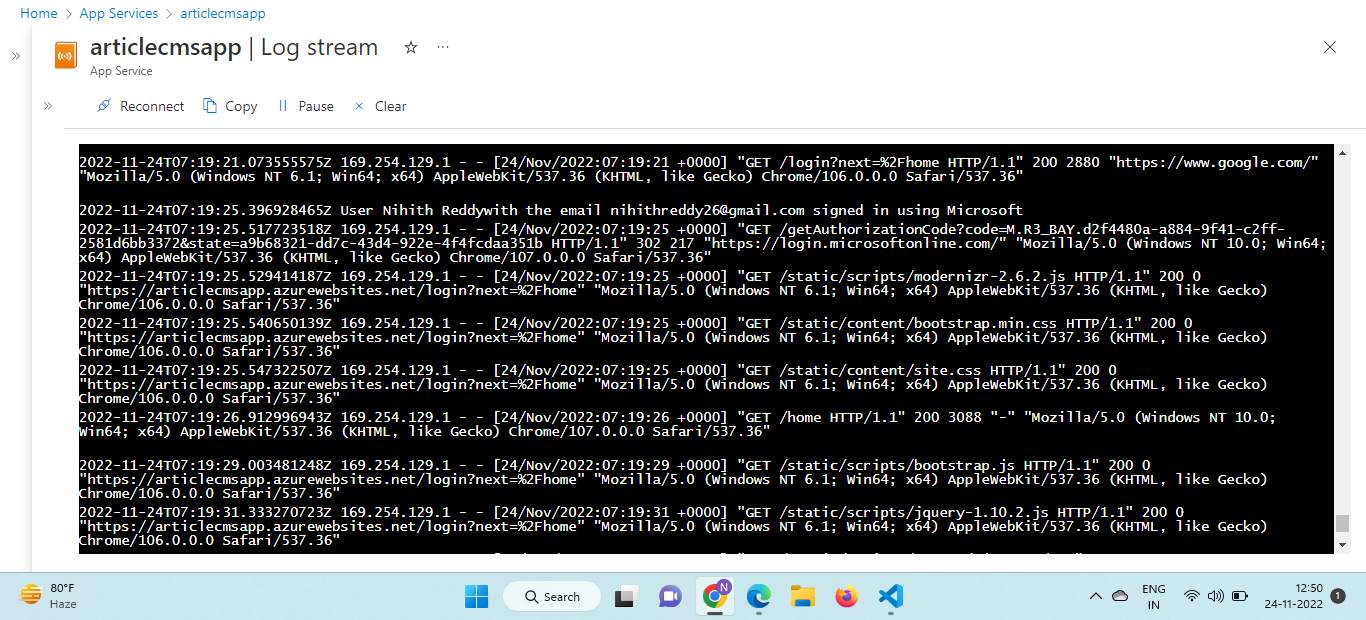 Home > App Services > articlecmsapp
articlecmsapp | Log stream
App Service
Reconnect Copy Pause Clear
2022-11-24T07:19:21.073555575Z 169.254.129.1 - - [24/Nov/2022:07:19:21 +0000] "GET /login?next=%2Fhome HTTP/1.1" 200 2880 "https://www.google.com/"
"Mozilla/5.0 (Windows NT 6.1; Win64; x64) AppleWebKit/537.36 (KHTML, like Gecko) Chrome/106.0.0.0 Safari/537.36"
2022-11-24T07:19:25.396928465Z User Nihith Reddywith the email nihithreddy26@gmail.com signed in using Microsoft
2022-11-24T07:19:25.517723518Z 169.254.129.1 - - [24/Nov/2022:07:19:25 +0000] "GET /getAuthorizationCode?code=M.R3_BAY.d2f4480a-a884-9f41-c2ff-
2581d6bb3372&state=a9b68321-dd7c-43d4-922e-4f4fcdaa351b HTTP/1.1" 302 217 "https://login.microsoftonline.com/" "Mozilla/5.0 (Windows NT 10.0; Win64;
x64) AppleWebKit/537.36 (KHTML, like Gecko) Chrome/107.0.0.0 Safari/537.36"
2022-11-24T07:19:25.529414187Z 169.254.129.1 - - [24/Nov/2022:07:19:25 +0000] "GET /static/scripts/modernizr-2.6.2.js HTTP/1.1" 200 0
"https://articlecmsapp.azurewebsites.net/login?next=%2Fhome" "Mozilla/5.0 (Windows NT 6.1; Win64; x64) AppleWebKit/537.36 (KHTML, like Gecko)
Chrome/106.0.0.0 Safari/537.36"
2022-11-24T07:19:25.540650139Z 169.254.129.1 - - [24/Nov/2022:07:19:25 +0000] "GET /static/content/bootstrap.min.css HTTP/1.1" 200 0
"https://articlecmsapp.azurewebsites.net/login?next=%2Fhome" "Mozilla/5.0 (Windows NT 6.1; Win64; x64) AppleWebKit/537.36 (KHTML, like Gecko)
Chrome/106.0.0.0 Safari/537.36"
2022-11-24T07:19:25.547322507Z 169.254.129.1 - - [24/Nov/2022:07:19:25 +0000] "GET /static/content/site.css HTTP/1.1" 200 0
"https://articlecmsapp.azurewebsites.net/login?next=%2Fhome" "Mozilla/5.0 (Windows NT 6.1; Win64; x64) AppleWebKit/537.36 (KHTML, like Gecko)
Chrome/106.0.0.0 Safari/537.36"
2022-11-24T07:19:26.912996943Z 169.254.129.1 - - [24/Nov/2022:07:19:26 +0000] "GET /home HTTP/1.1" 200 3088 "-" "Mozilla/5.0 (Windows NT 10.0;
Win64; x64) AppleWebKit/537.36 (KHTML, like Gecko) Chrome/107.0.0.0 Safari/537.36"
2022-11-24T07:19:29.003481248Z 169.254.129.1 - - [24/Nov/2022:07:19:29 +0000] "GET /static/scripts/bootstrap.js HTTP/1.1" 200 0
"https://articlecmsapp.azurewebsites.net/login?next=%2Fhome" "Mozilla/5.0 (Windows NT 6.1; Win64; x64) AppleWebKit/537.36 (KHTML, like Gecko)
Chrome/106.0.0.0 Safari/537.36"
2022-11-24T07:19:31.333270723Z 169.254.129.1 - - [24/Nov/2022:07:19:31 +0000] "GET /static/scripts/jquery-1.10.2.js HTTP/1.1" 200 0
"https://articlecmsapp.azurewebsites.net/login?next=%2Fhome" "Mozilla/5.0 (Windows NT 6.1; Win64; x64) AppleWebKit/537.36 (KHTML, like Gecko)
Chrome/106.0.0.0 Safari/537.36"
80°F
Haze
Search
N
ENG
IN
12:50
24-11-2022
1